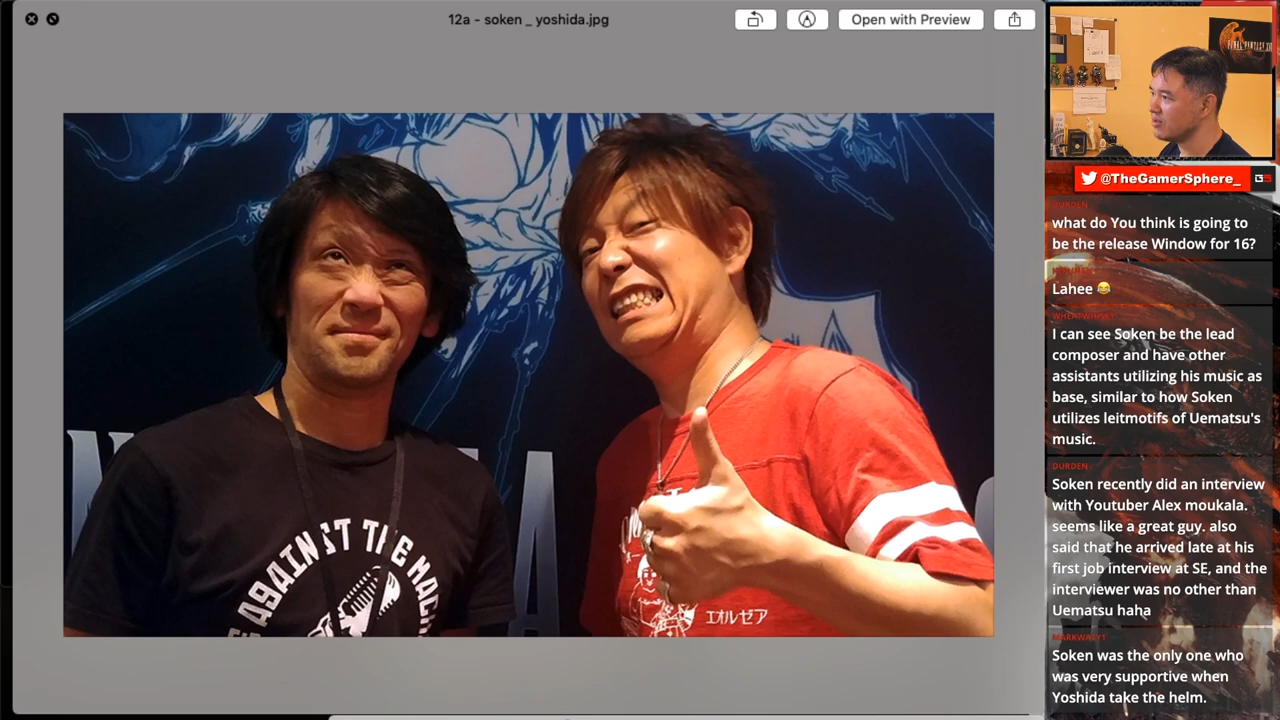 12a - soken _ yoshida.jpg
Open with Preview
AGAINST THE MACH
エオルゼア
FINAL FANTASY XVI
@TheGamerSphere_
GS
DURDEN
what do You think is going to
be the release Window for 16?
Lahee 😂
WHEATWHISKY
I can see Soken be the lead
composer and have other
assistants utilizing his music as
base, similar to how Soken
utilizes leitmotifs of Uematsu's
music.
DURDEN
Soken recently did an interview
with Youtuber Alex moukala.
seems like a great guy. also
said that he arrived late at his
first job interview at SE, and the
interviewer was no other than
Uematsu haha
MARKWATY1
Soken was the only one who
was very supportive when
Yoshida take the helm.